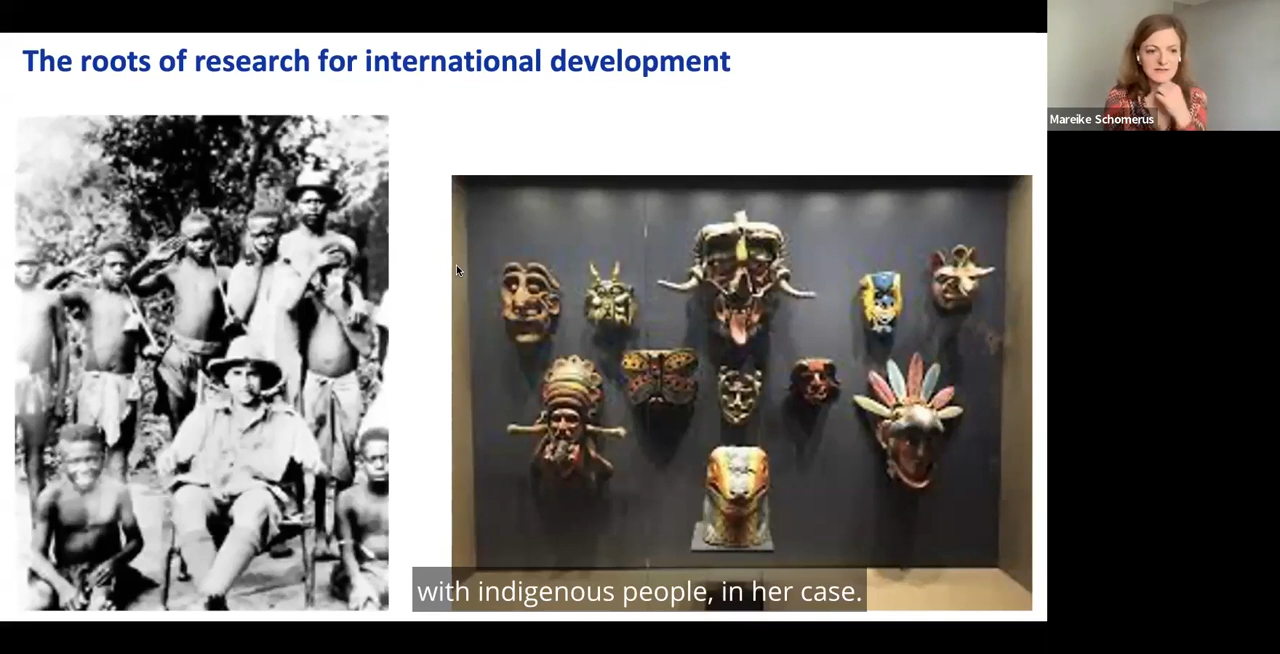 The roots of research for international development
Mareike Schomerus
with indigenous people, in her case.